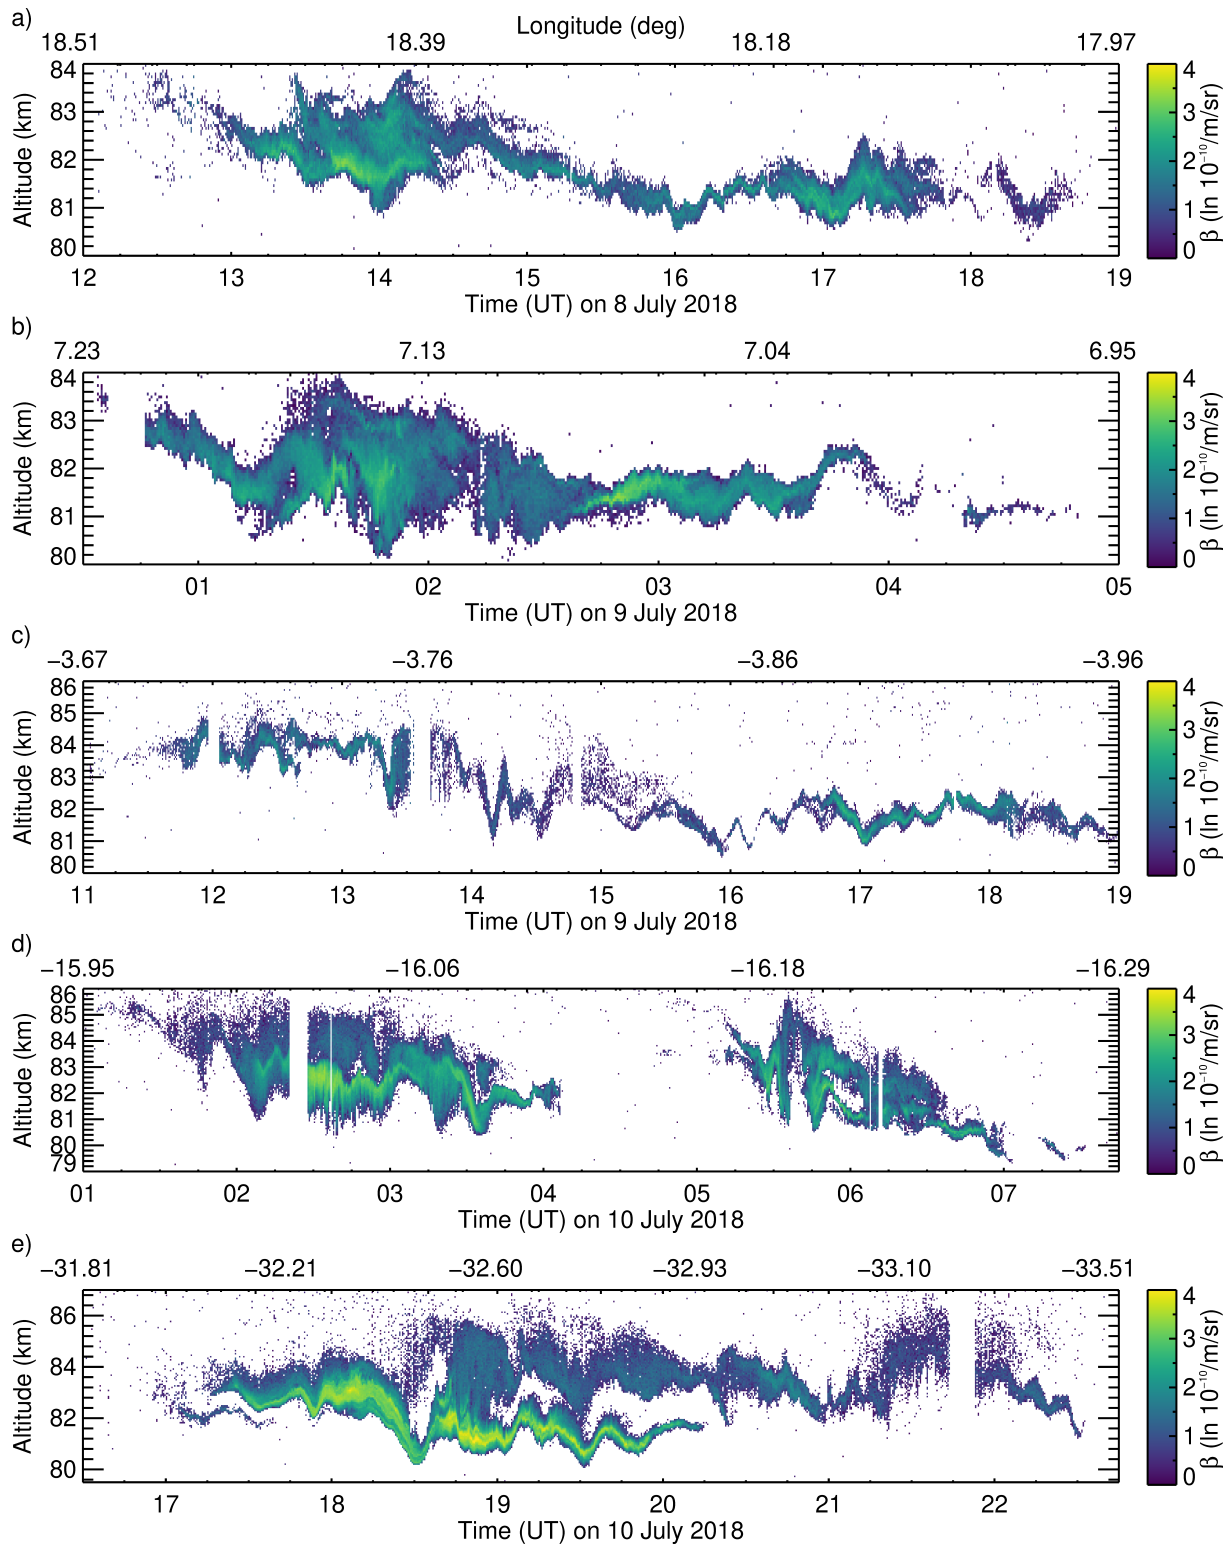 a)
Longitude (deg)
18.51 18.39 18.18 17.97
84
83
82
81
80
Altitude (km)
12 13 14 15 16 17 18 19
Time (UT) on 8 July 2018
4
3
2
1
0
β (ln 10⁻¹⁰/m/sr)
b)
7.23 7.13 7.04 6.95
84
83
82
81
80
Altitude (km)
01 02 03 04 05
Time (UT) on 9 July 2018
4
3
2
1
0
β (ln 10⁻¹⁰/m/sr)
c)
−3.67 −3.76 −3.86 −3.96
86
85
84
83
82
81
80
Altitude (km)
11 12 13 14 15 16 17 18 19
Time (UT) on 9 July 2018
4
3
2
1
0
β (ln 10⁻¹⁰/m/sr)
d)
−15.95 −16.06 −16.18 −16.29
86
85
84
83
82
81
80
79
Altitude (km)
01 02 03 04 05 06 07
Time (UT) on 10 July 2018
4
3
2
1
0
β (ln 10⁻¹⁰/m/sr)
e)
−31.81 −32.21 −32.60 −32.93 −33.10 −33.51
86
84
82
80
Altitude (km)
17 18 19 20 21 22
Time (UT) on 10 July 2018
4
3
2
1
0
β (ln 10⁻¹⁰/m/sr)